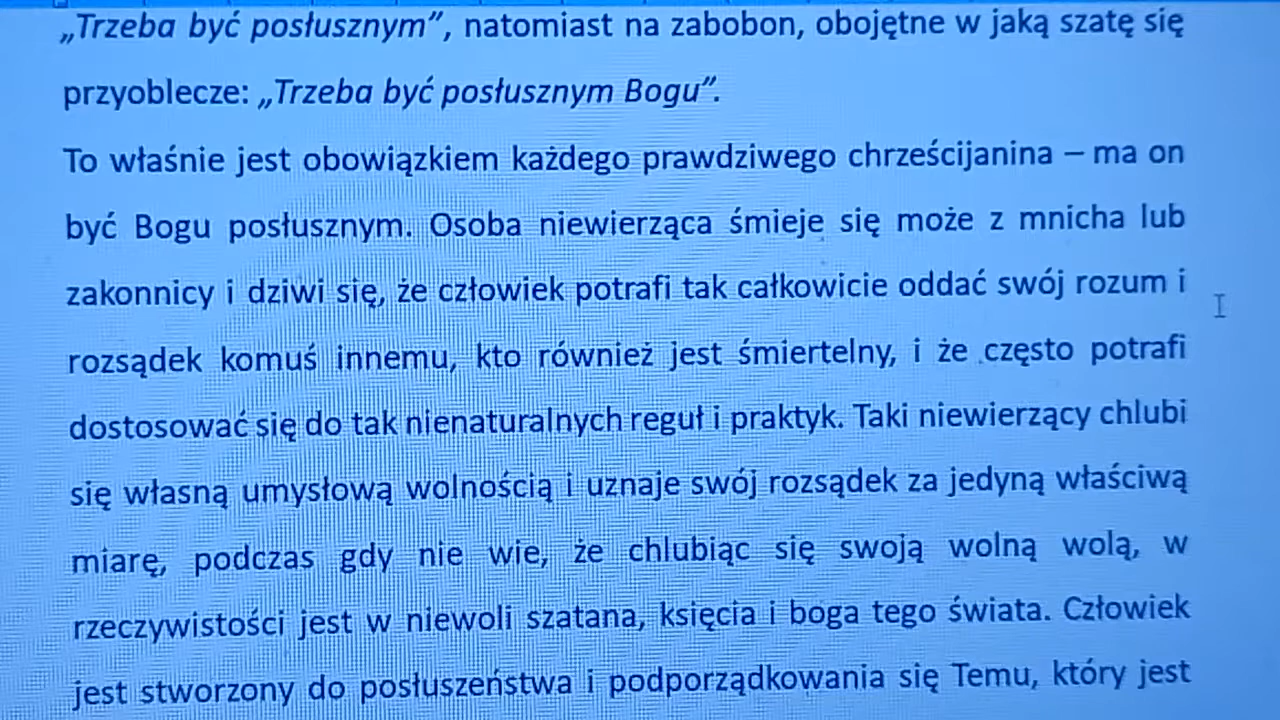 „Trzeba być posłusznym”, natomiast na zabobon, obojętne w jaką szatę się
przyoblecze: „Trzeba być posłusznym Bogu”.
To właśnie jest obowiązkiem każdego prawdziwego chrześcijanina – ma on
być Bogu posłusznym. Osoba niewierząca śmieje się może z mnicha lub
zakonnicy i dziwi się, że człowiek potrafi tak całkowicie oddać swój rozum i
rozsądek komuś innemu, kto również jest śmiertelny, i że często potrafi
dostosować się do tak nienaturalnych reguł i praktyk. Taki niewierzący chlubi
się własną umysłową wolnością i uznaje swój rozsądek za jedyną właściwą
miarę, podczas gdy nie wie, że chlubiąc się swoją wolną wolą, w
rzeczywistości jest w niewoli szatana, księcia i boga tego świata. Człowiek
jest stworzony do posłuszeństwa i podporządkowania się Temu, który jest